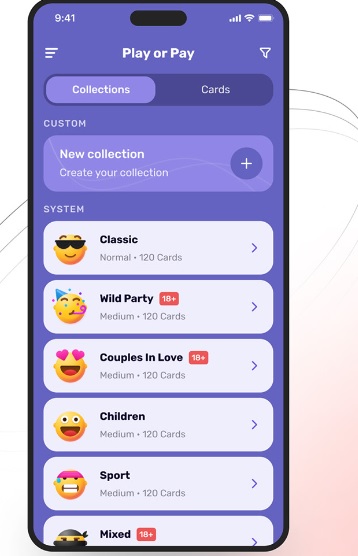 9:41
Play or Pay
Collections
Cards
CUSTOM
New collection
Create your collection
SYSTEM
Classic
Normal • 120 Cards
Wild Party 18+
Medium • 120 Cards
Couples In Love 18+
Medium • 120 Cards
Children
Medium • 120 Cards
Sport
Medium • 120 Cards
Mixed 18+